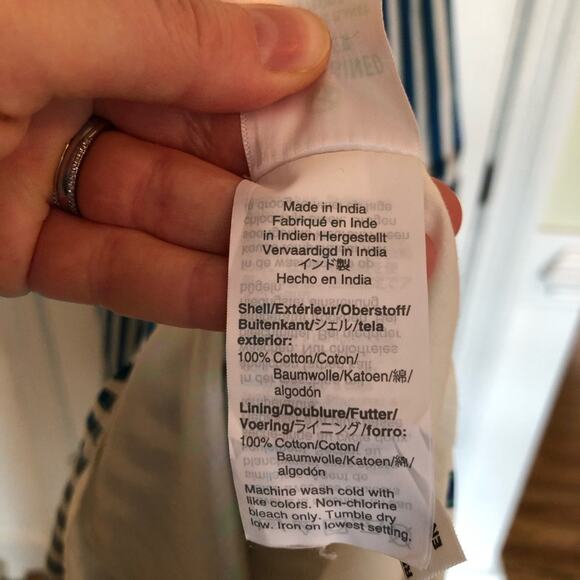 Made in India
Fabriqué en Inde
in Indien Hergestellt
Vervaardigd in India
インド製
Hecho en India
Shell/Extérieur/Oberstoff/
Buitenkant/シェル/tela
exterior:
100% Cotton/Coton/
Baumwolle/Katoen/綿/
algodón
Lining/Doublure/Futter/
Voering/ライニング/forro:
100% Cotton/Coton/
Baumwolle/Katoen/綿/
algodón
Machine wash cold with
like colors. Non-chlorine
bleach only. Tumble dry
low. Iron on lowest setting.